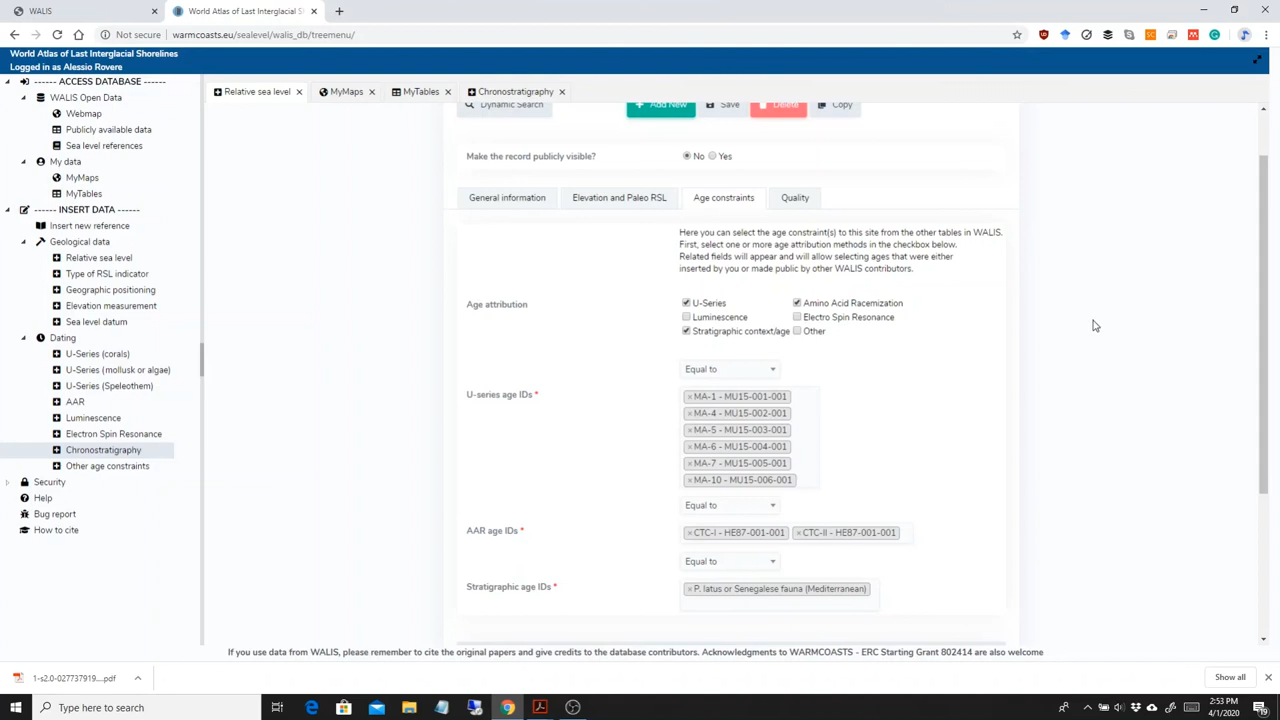 WALIS
World Atlas of Last Interglacial Sh
Not secure warmcoasts.eu/sealevel/walis_db/treemenu/
World Atlas of Last Interglacial Shorelines
Logged in as Alessio Rovere
------ ACCESS DATABASE ------
WALIS Open Data
Webmap
Publicly available data
Sea level references
My data
MyMaps
MyTables
------ INSERT DATA ------
Insert new reference
Geological data
Relative sea level
Type of RSL indicator
Geographic positioning
Elevation measurement
Sea level datum
Dating
U-Series (corals)
U-Series (mollusk or algae)
U-Series (Speleothem)
AAR
Luminescence
Electron Spin Resonance
Chronostratigraphy
Other age constraints
Security
Help
Bug report
How to cite
Relative sea level MyMaps MyTables Chronostratigraphy
Dynamic Search Add New Save Delete Copy
Make the record publicly visible? No Yes
General information Elevation and Paleo RSL Age constraints Quality
Here you can select the age constraint(s) to this site from the other tables in WALIS.
First, select one or more age attribution methods in the checkbox below.
Related fields will appear and will allow selecting ages that were either
inserted by you or made public by other WALIS contributors.
Age attribution
U-Series Amino Acid Racemization
Luminescence Electro Spin Resonance
Stratigraphic context/age Other
Equal to
U-series age IDs *
×MA-1 - MU15-001-001
×MA-4 - MU15-002-001
×MA-5 - MU15-003-001
×MA-6 - MU15-004-001
×MA-7 - MU15-005-001
×MA-10 - MU15-006-001
Equal to
AAR age IDs * ×CTC-I - HE87-001-001 ×CTC-II - HE87-001-001
Equal to
Stratigraphic age IDs * ×P. latus or Senegalese fauna (Mediterranean)
If you use data from WALIS, please remember to cite the original papers and give credits to the database contributors. Acknowledgments to WARMCOASTS - ERC Starting Grant 802414 are also welcome
1-s2.0-027737919....pdf Show all
Type here to search
2:53 PM
4/1/2020